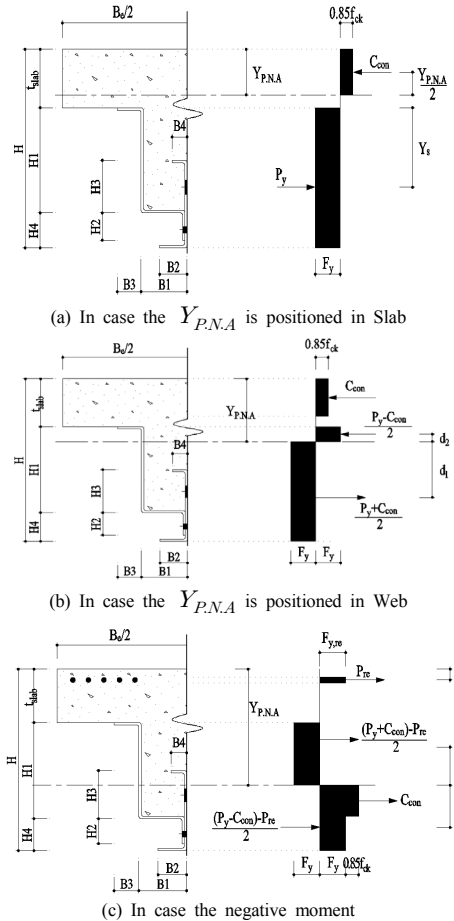 Be/2
0.85fck
tslab
YP.N.A
Ccon
YP.N.A
2
B4
H
H1
H3
Ys
Py
H2
H4
B2
B3 B1
Fy
(a) In case the YP.N.A is positioned in Slab
Be/2
0.85fck
tslab
YP.N.A
Ccon
Py-Ccon
2
d2
B4
H
H1
H3
d1
H2
Py+Ccon
2
H4
B2
B3 B1
Fy Fy
(b) In case the YP.N.A is positioned in Web
Be/2
Fy,re
Pre
tslab
YP.N.A
B4
(Py+Ccon)-Pre
2
H
H1
H3
Ccon
H2
(Py-Ccon)-Pre
2
H4
B2
B3 B1
Fy Fy 0.85fck
(c) In case the negative moment